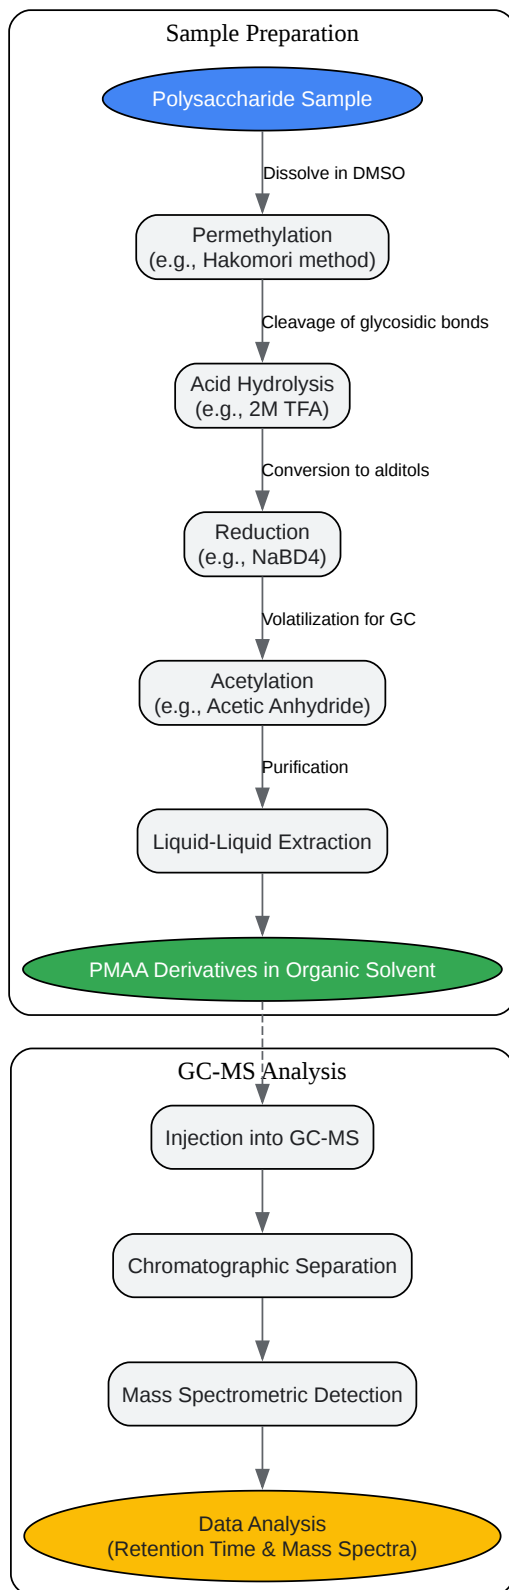 Sample Preparation
Polysaccharide Sample
Dissolve in DMSO
Permethylation
(e.g., Hakomori method)
Cleavage of glycosidic bonds
Acid Hydrolysis
(e.g., 2M TFA)
Conversion to alditols
Reduction
(e.g., NaBD4)
Volatilization for GC
Acetylation
(e.g., Acetic Anhydride)
Purification
Liquid-Liquid Extraction
PMAA Derivatives in Organic Solvent
GC-MS Analysis
Injection into GC-MS
Chromatographic Separation
Mass Spectrometric Detection
Data Analysis
(Retention Time & Mass Spectra)